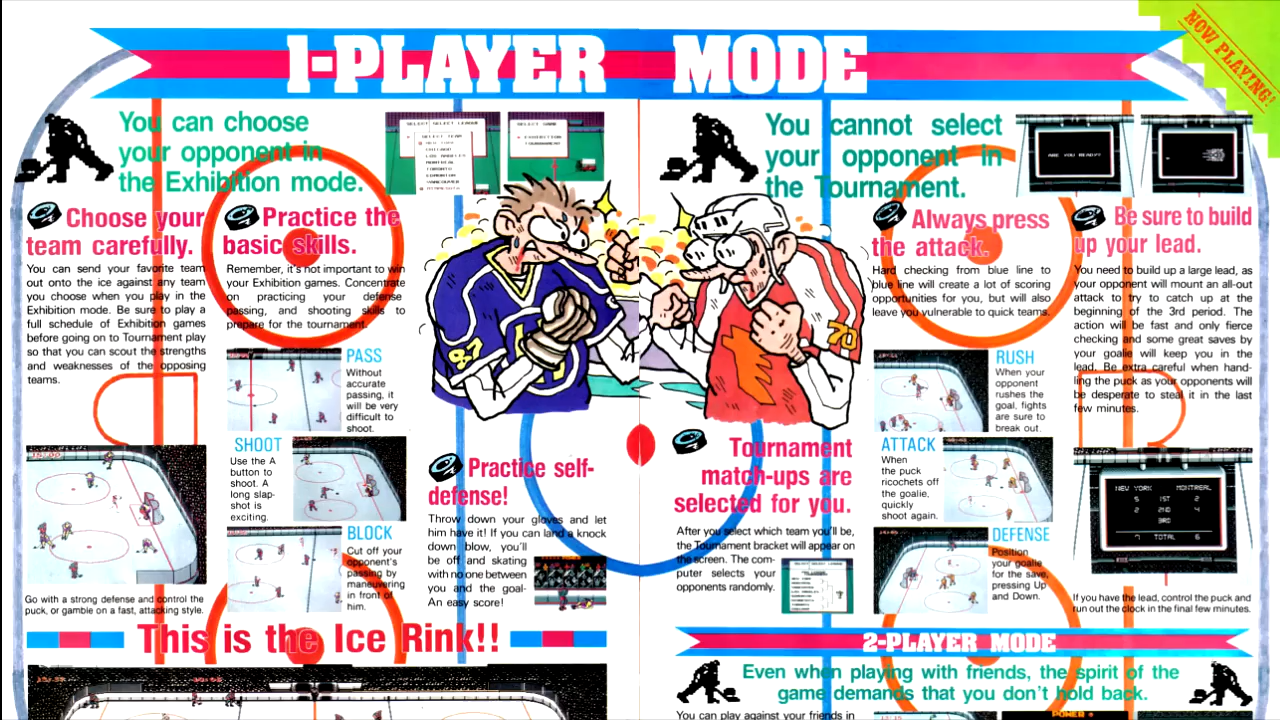 1-PLAYER MODE
NOW PLAYING!
You can choose
your opponent in
the Exhibition mode.
Choose your
team carefully.
You can send your favorite team
out onto the ice against any team
you choose when you play in the
Exhibition mode. Be sure to play a
full schedule of Exhibition games
before going on to Tournament play
so that you can scout the strengths
and weaknesses of the opposing
teams.
Go with a strong defense and control the
puck, or gamble on a fast, attacking style.
Practice the
basic skills.
Remember, it's not important to win
your Exhibition games. Concentrate
on practicing your defense
passing, and shooting skills to
prepare for the tournament.
PASS
Without
accurate
passing, it
will be very
difficult to
shoot.
SHOOT
Use the A
button to
shoot. A
long slap-
shot is
exciting.
BLOCK
Cut off your
opponent's
passing by
maneuvering
in front of
him.
87
Practice self-
defense!
Throw down your gloves and let
him have it! If you can land a knock
down blow, you'll
be off and skating
with no one between
you and the goal-
An easy score!
This is the Ice Rink!!
You cannot select
your opponent in
the Tournament.
ARE YOU READY?
70
Tournament
match-ups are
selected for you.
After you select which team you'll be,
the Tournament bracket will appear on
the screen. The com-
puter selects your
opponents randomly.
Always press
the attack.
Hard checking from blue line to
blue line will create a lot of scoring
opportunities for you, but will also
leave you vulnerable to quick teams.
RUSH
When your
opponent
rushes the
goal, fights
are sure to
break out.
ATTACK
When
the puck
ricochets off
the goalie,
quickly
shoot again.
DEFENSE
Position
your goalie
for the save,
pressing Up
and Down.
Be sure to build
up your lead.
You need to build up a large lead, as
your opponent will mount an all-out
attack to try to catch up at the
beginning of the 3rd period. The
action will be fast and only fierce
checking and some great saves by
your goalie will keep you in the
lead. Be extra careful when hand-
ling the puck as your opponents will
be desperate to steal it in the last
few minutes.
NEW YORK MONTREAL
5 1ST 2
2 2ND 4
3RD
7 TOTAL 6
If you have the lead, control the puck and
run out the clock in the final few minutes.
2-PLAYER MODE
Even when playing with friends, the spirit of the
game demands that you don't hold back.
You can play against your friends in
POWER